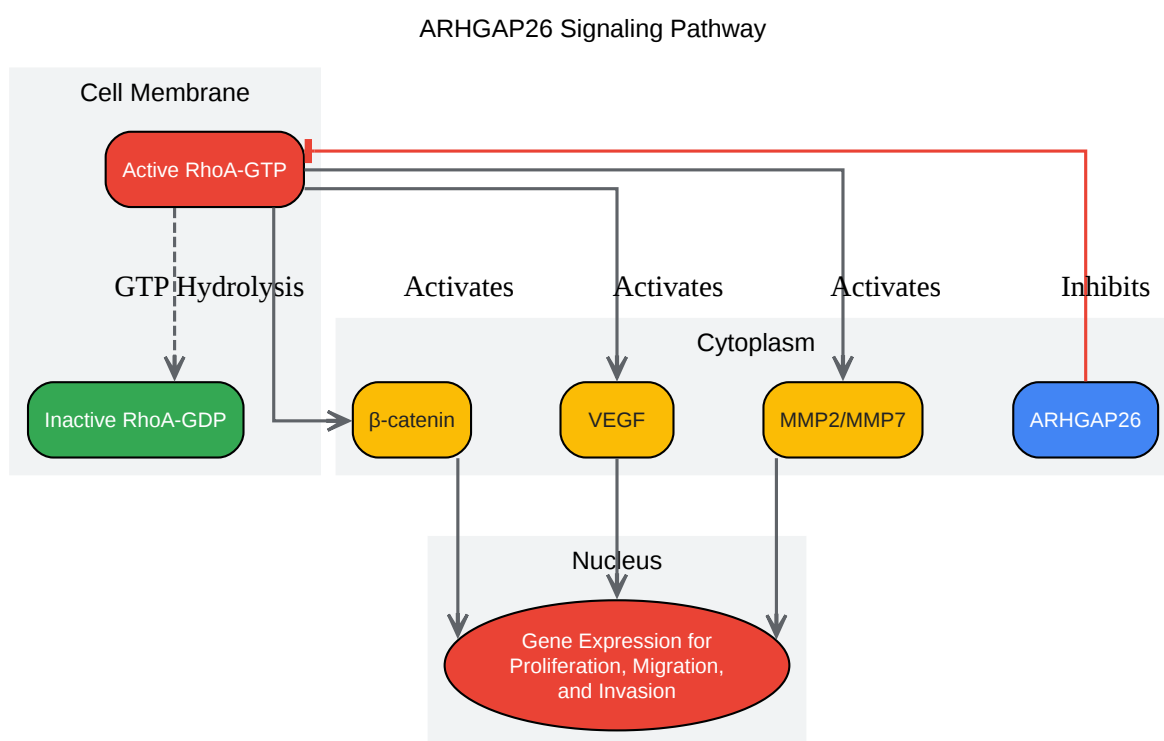 ARHGAP26 Signaling Pathway
Cell Membrane
Active RhoA-GTP
GTP Hydrolysis
Activates
Activates
Activates
Inhibits
Cytoplasm
Inactive RhoA-GDP
β-catenin
VEGF
MMP2/MMP7
ARHGAP26
Nucleus
Gene Expression for
Proliferation, Migration,
and Invasion